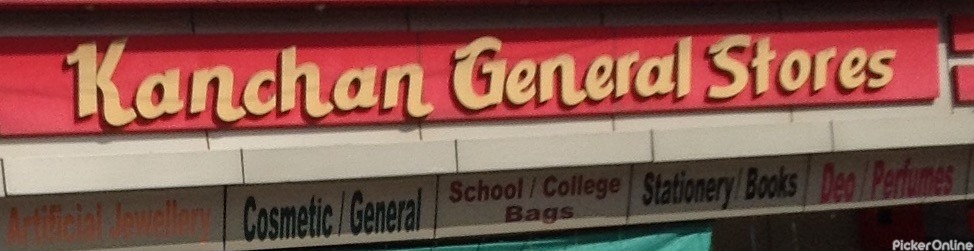 Kanchan General Stores
Artificial Jewellery
Cosmetic / General
School / College
Bags
Stationery / Books
Deo / Perfumes
PickerOnline